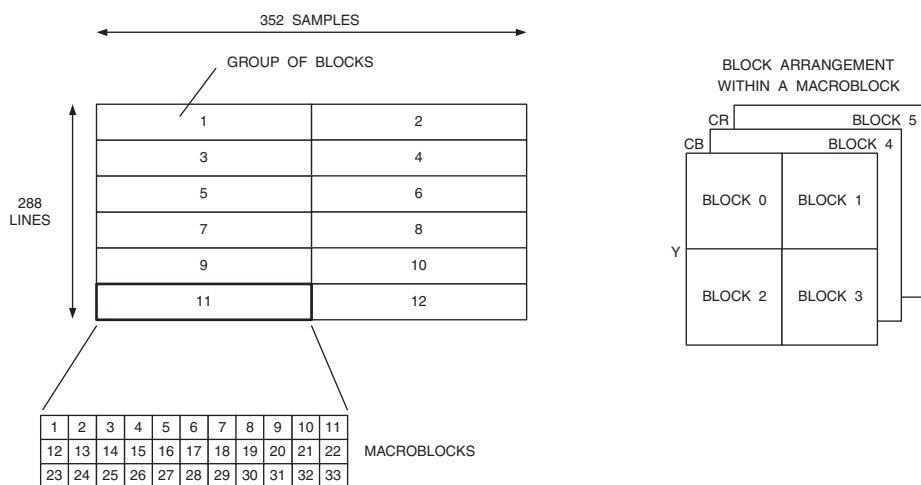 352 SAMPLES
GROUP OF BLOCKS
1 2
3 4
5 6
7 8
9 10
11 12
288
LINES
1 2 3 4 5 6 7 8 9 10 11
12 13 14 15 16 17 18 19 20 21 22
23 24 25 26 27 28 29 30 31 32 33
MACROBLOCKS
BLOCK ARRANGEMENT
WITHIN A MACROBLOCK
CR BLOCK 5
CB BLOCK 4
BLOCK 0 BLOCK 1
Y
BLOCK 2 BLOCK 3